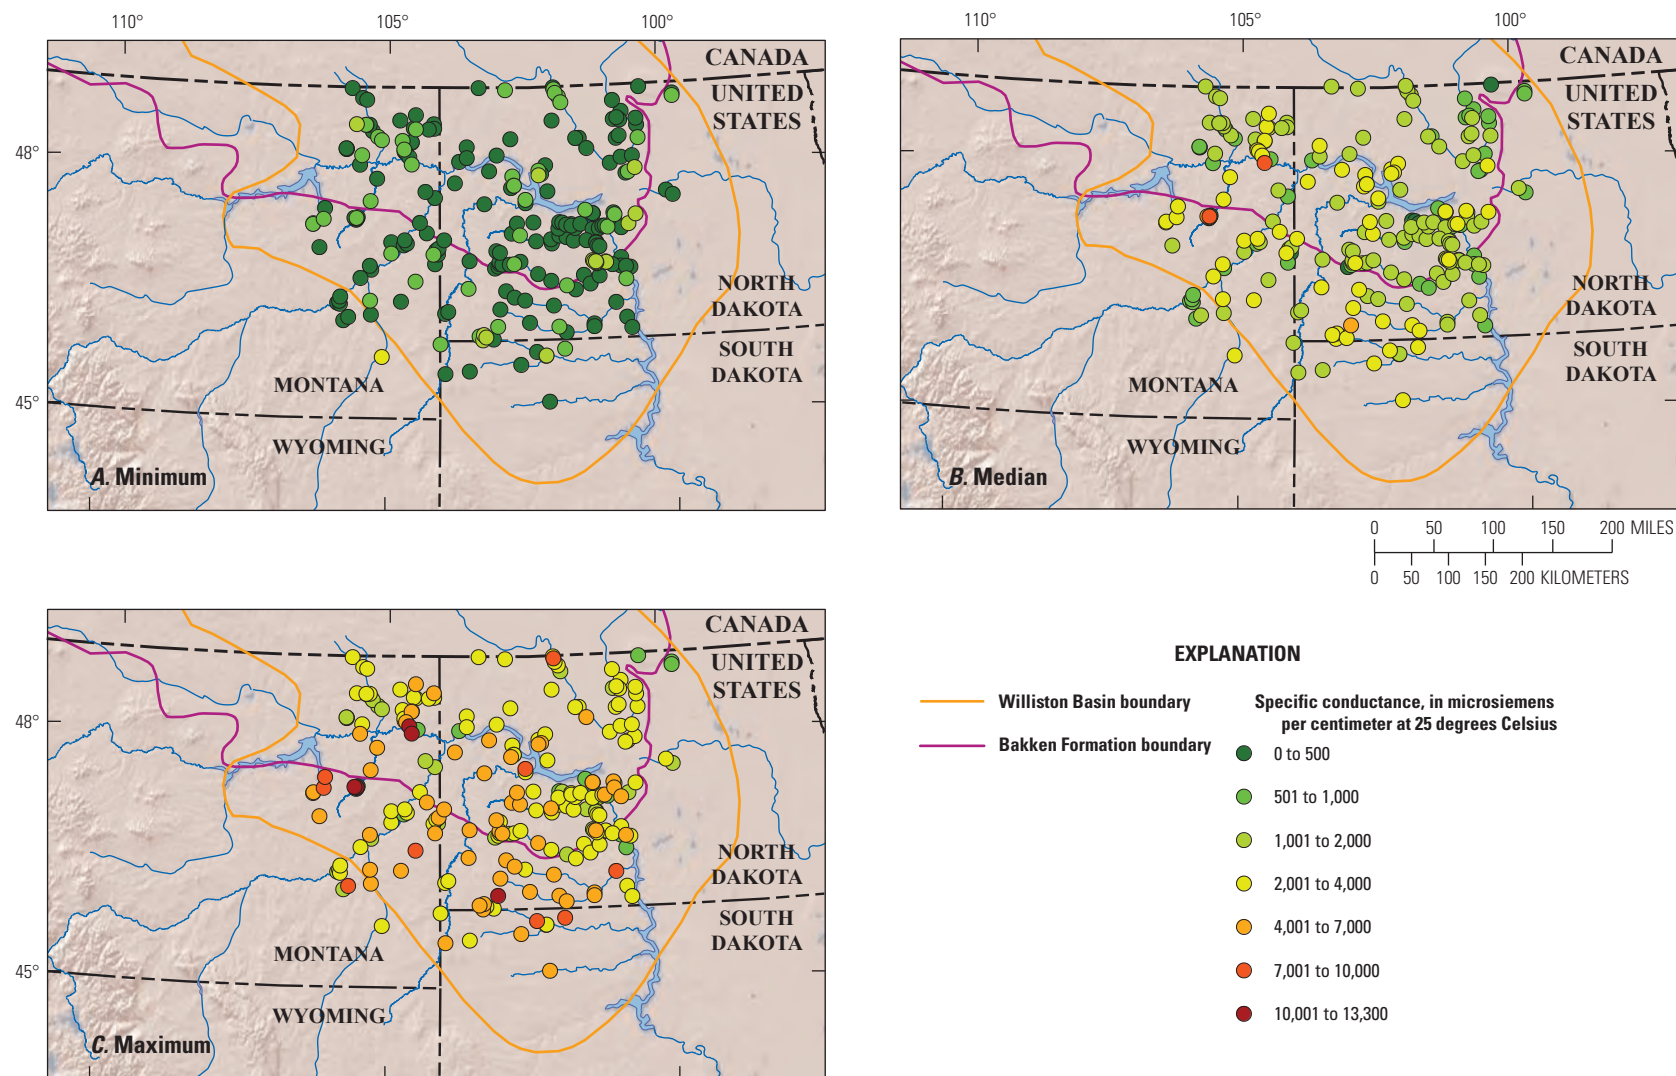 110°
105°
100°
CANADA
UNITED
STATES
48°
NORTH
DAKOTA
SOUTH
DAKOTA
MONTANA
45°
WYOMING
A. Minimum
110°
105°
100°
CANADA
UNITED
STATES
NORTH
DAKOTA
SOUTH
DAKOTA
MONTANA
WYOMING
B. Median
0 50 100 150 200 MILES
0 50 100 150 200 KILOMETERS
CANADA
UNITED
STATES
48°
NORTH
DAKOTA
SOUTH
DAKOTA
MONTANA
45°
WYOMING
C. Maximum
EXPLANATION
Williston Basin boundary
Bakken Formation boundary
Specific conductance, in microsiemens
per centimeter at 25 degrees Celsius
0 to 500
501 to 1,000
1,001 to 2,000
2,001 to 4,000
4,001 to 7,000
7,001 to 10,000
10,001 to 13,300